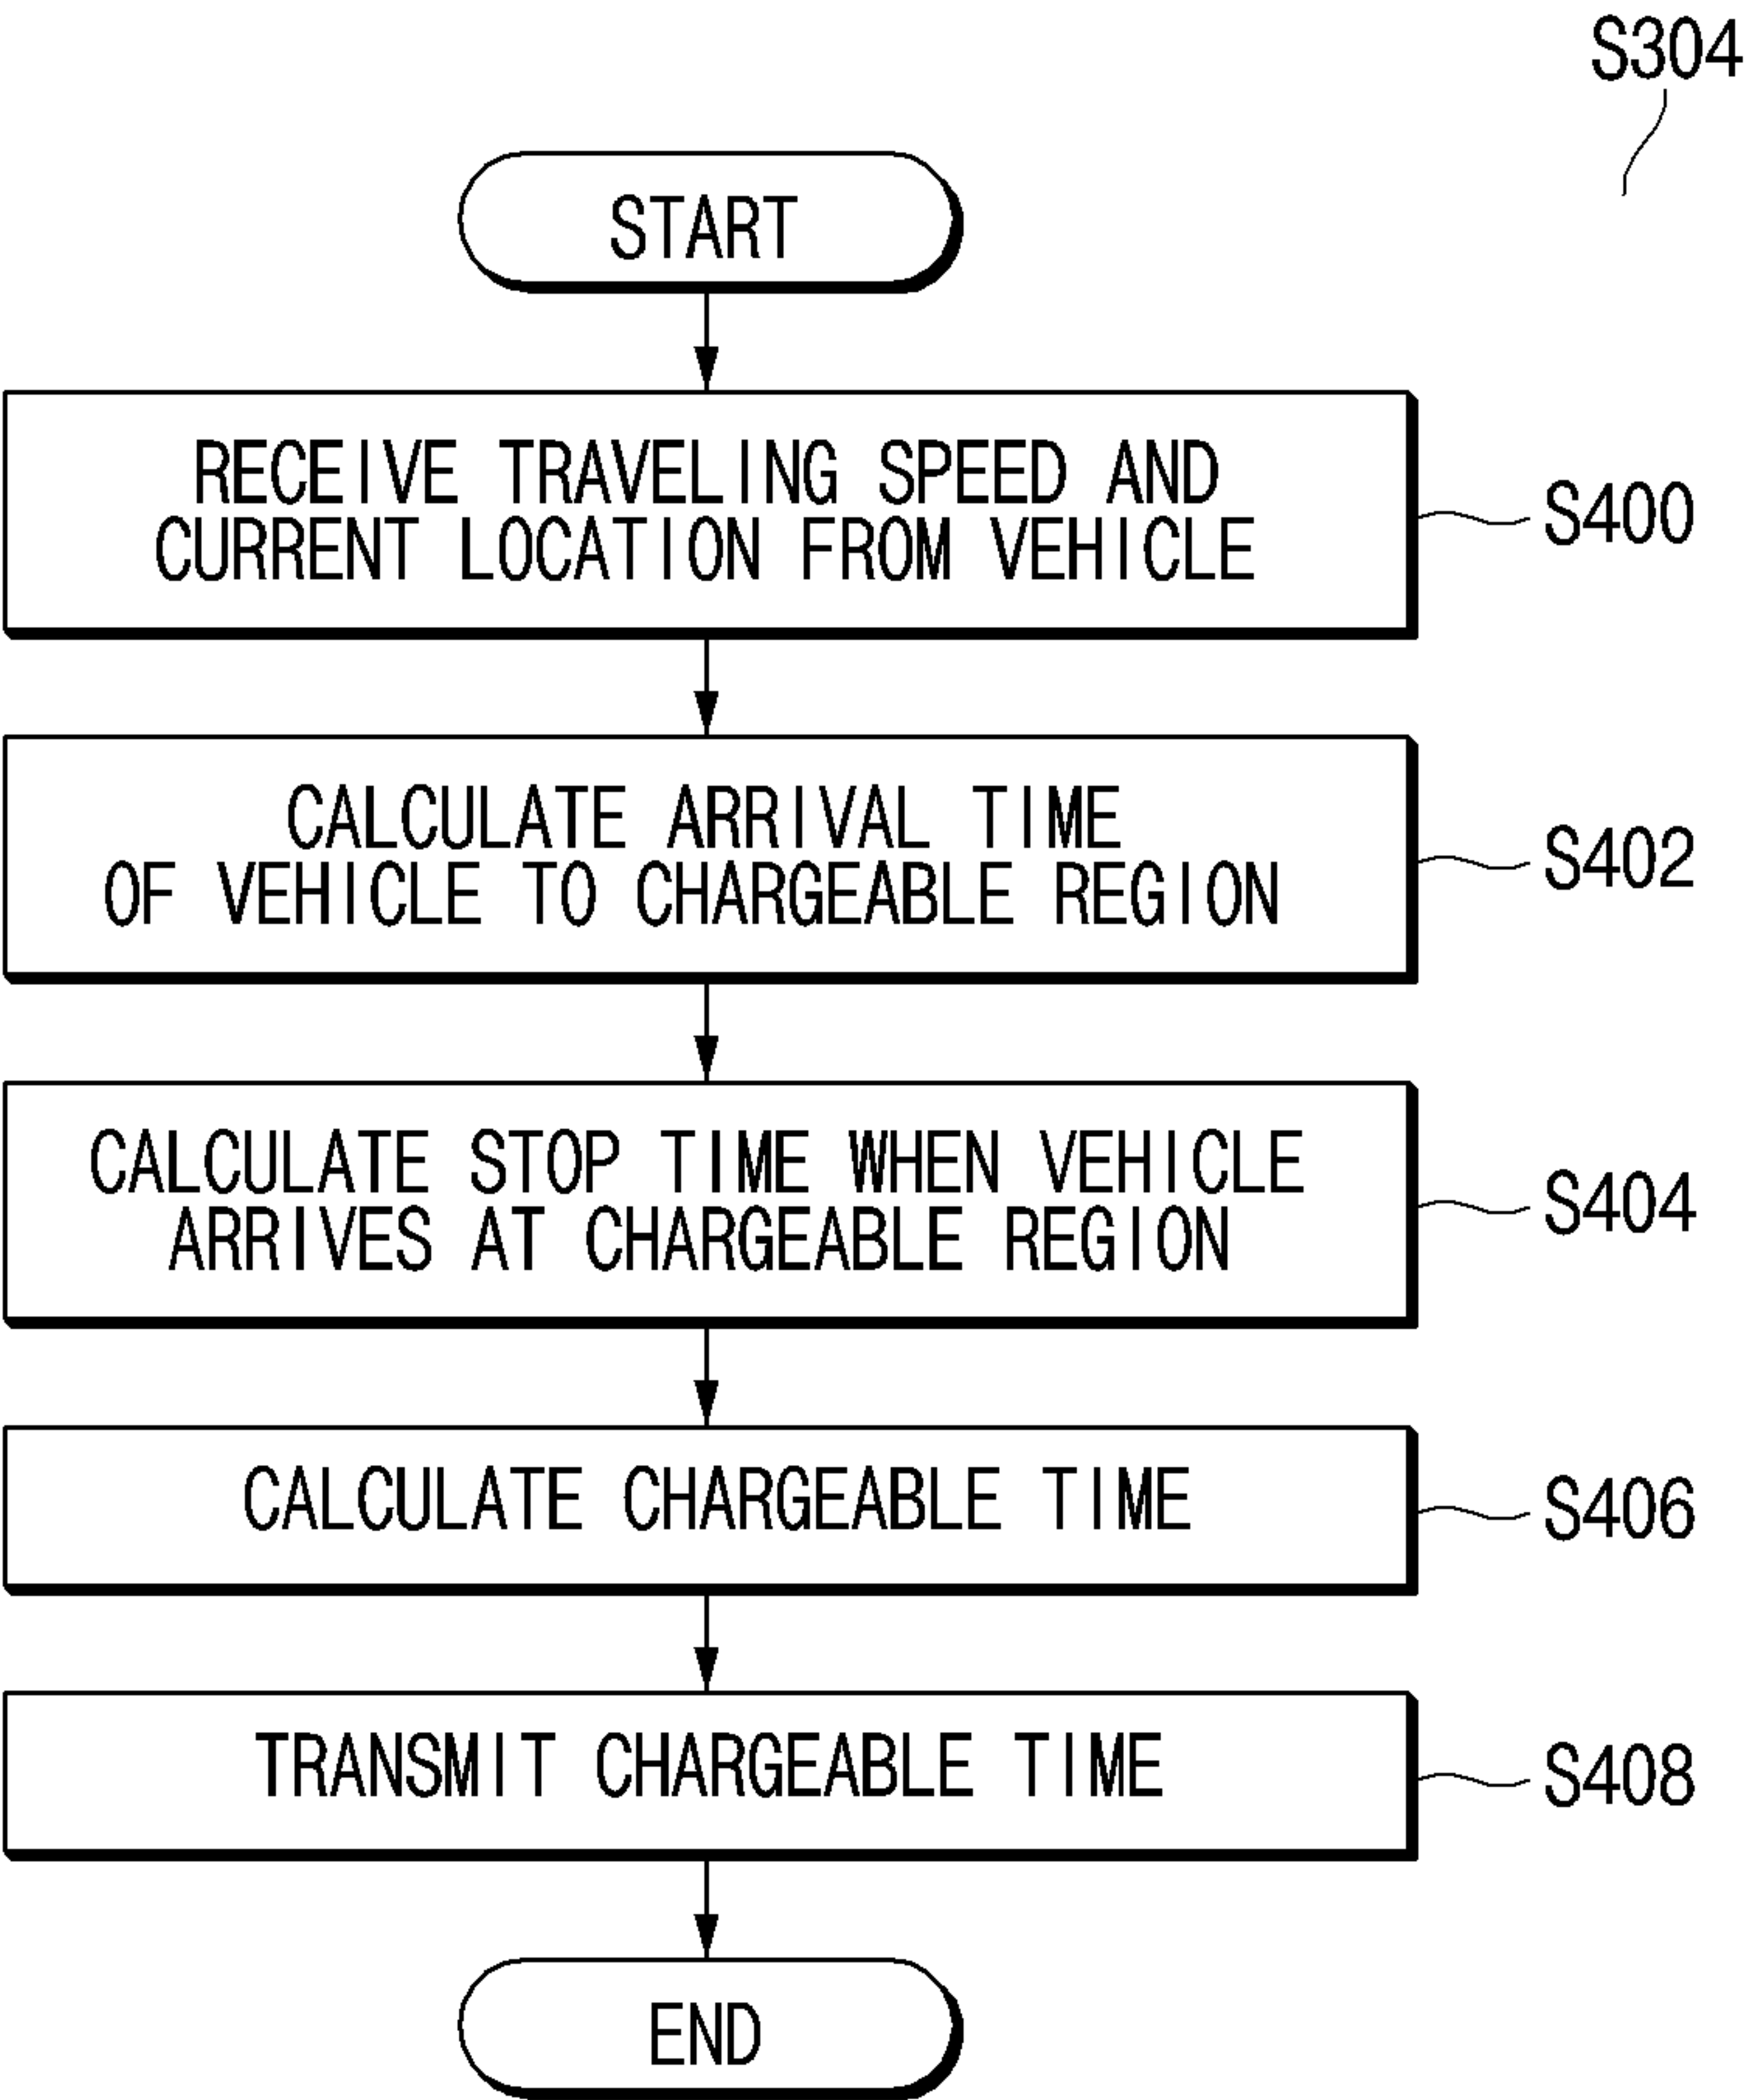 S304
START
RECEIVE TRAVELING SPEED AND
CURRENT LOCATION FROM VEHICLE
S400
CALCULATE ARRIVAL TIME
OF VEHICLE TO CHARGEABLE REGION
S402
CALCULATE STOP TIME WHEN VEHICLE
ARRIVES AT CHARGEABLE REGION
S404
CALCULATE CHARGEABLE TIME
S406
TRANSMIT CHARGEABLE TIME
S408
END